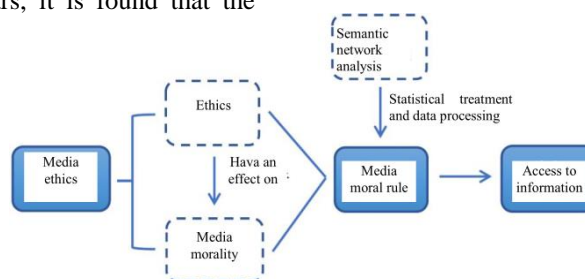 rs, it is found that the
Semantic
network
analysis
Statistical treatment
and data processing
Ethics
Media
ethics
Hava an
effect on :
Media
moral rule
Access to
information
Media
morality